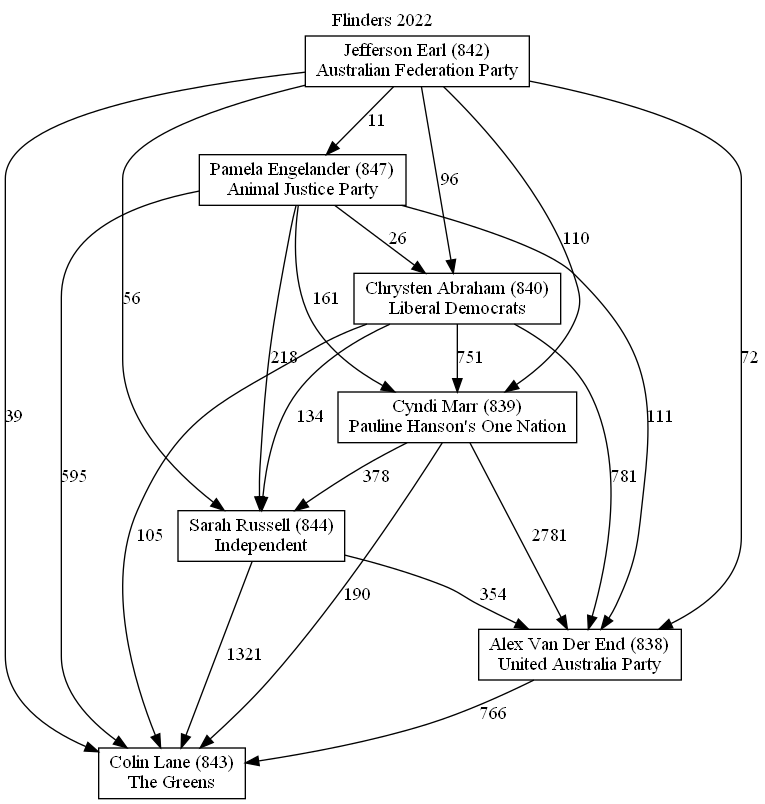 Flinders 2022
Jefferson Earl (842)
Australian Federation Party
11
Pamela Engelander (847)
Animal Justice Party
96
26
110
Chrysten Abraham (840)
Liberal Democrats
56
161
218
751
72
39
595
134
Cyndi Marr (839)
Pauline Hanson's One Nation
111
378
781
105
Sarah Russell (844)
Independent
2781
190
354
1321
Alex Van Der End (838)
United Australia Party
766
Colin Lane (843)
The Greens